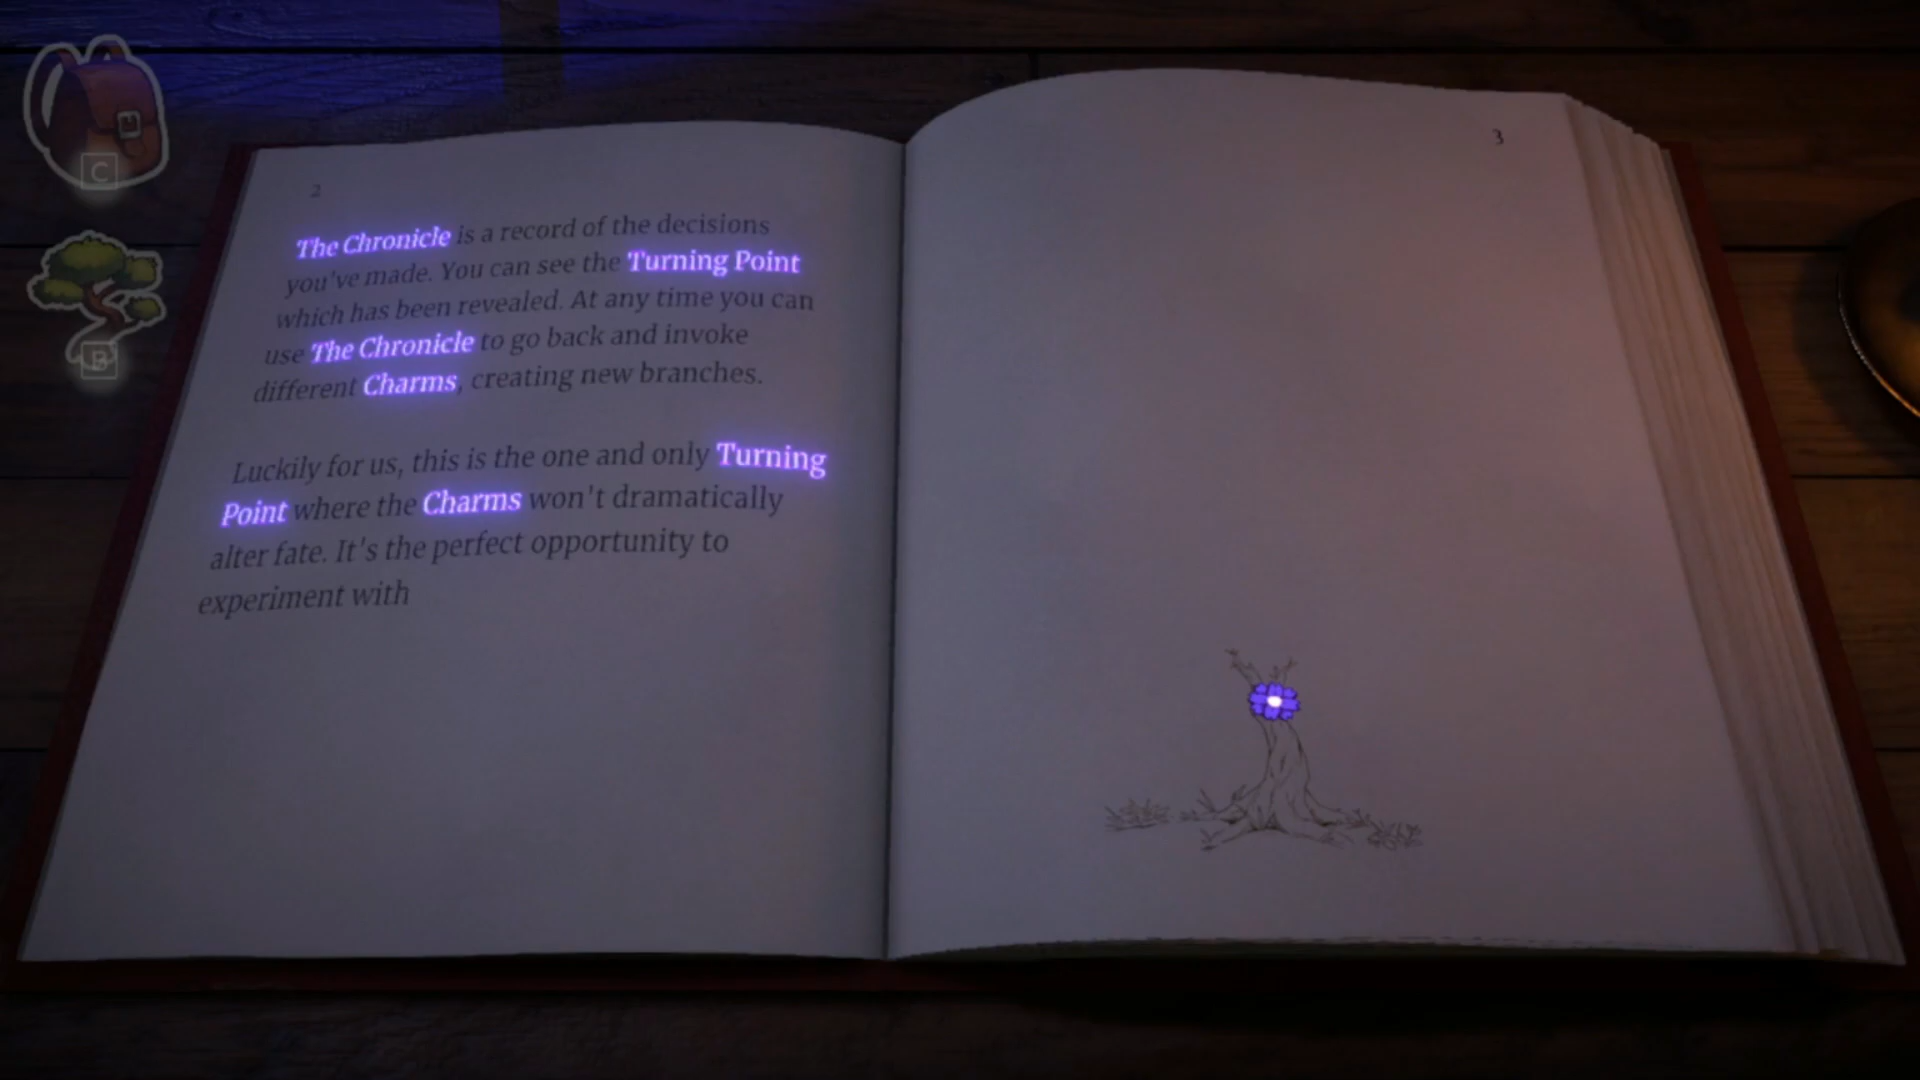 C
B
2
The Chronicle is a record of the decisions
you've made. You can see the Turning Point
which has been revealed. At any time you can
use The Chronicle to go back and invoke
different Charms, creating new branches.
Luckily for us, this is the one and only Turning
Point where the Charms won't dramatically
alter fate. It's the perfect opportunity to
experiment with
3